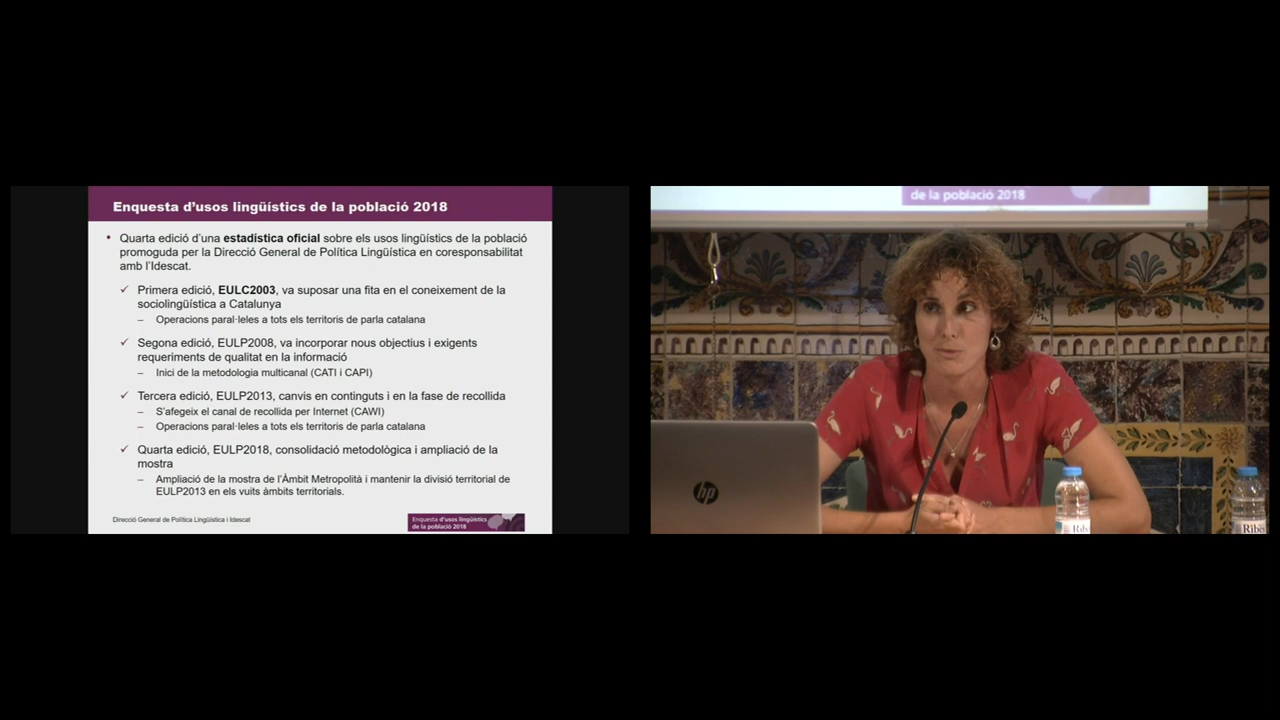 Enquesta d'usos lingüístics de la població 2018
• Quarta edició d'una estadística oficial sobre els usos lingüístics de la població
promoguda per la Direcció General de Política Lingüística en coresponsabilitat
amb l'Idescat.
✓ Primera edició, EULC2003, va suposar una fita en el coneixement de la
sociolingüística a Catalunya
– Operacions paral·leles a tots els territoris de parla catalana
✓ Segona edició, EULP2008, va incorporar nous objectius i exigents
requeriments de qualitat en la informació
– Inici de la metodologia multicanal (CATI i CAPI)
✓ Tercera edició, EULP2013, canvis en continguts i en la fase de recollida
– S'afegeix el canal de recollida per Internet (CAWI)
– Operacions paral·leles a tots els territoris de parla catalana
✓ Quarta edició, EULP2018, consolidació metodològica i ampliació de la
mostra
– Ampliació de la mostra de l'Àmbit Metropolità i mantenir la divisió territorial de
EULP2013 en els vuits àmbits territorials.
Direcció General de Política Lingüística i Idescat
Enquesta d'usos lingüístics
de la població 2018
de la població 2018
hp
Ribes
Ribes